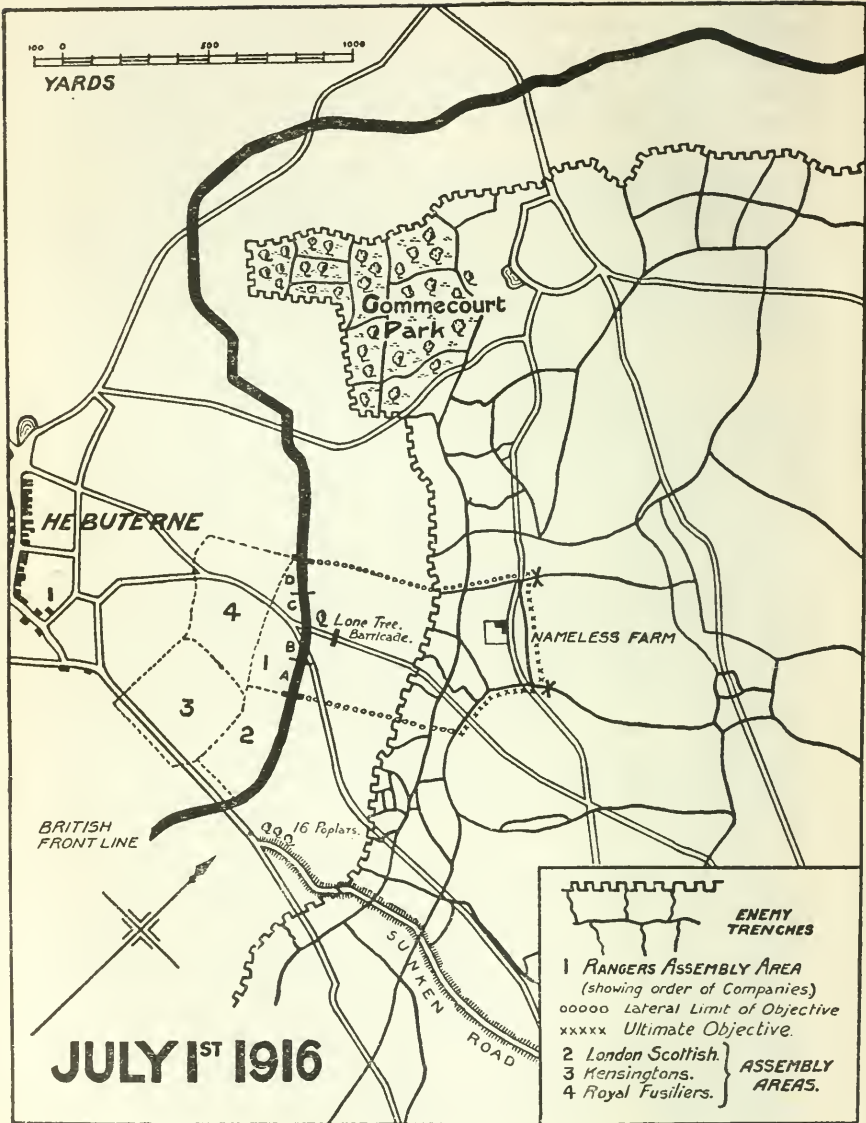 100 0 500 1000
YARDS
Gommecourt
Park
HEBUTERNE
1
D
C
4
Lone Tree.
Barricade.
B
1
NAMELESS FARM
A
3
2
BRITISH
FRONT LINE
16 Poplars.
SUNKEN ROAD
JULY 1ST 1916
ENEMY
TRENCHES
1 RANGERS ASSEMBLY AREA
(showing order of Companies)
ooooo Lateral Limit of Objective
xxxxx Ultimate Objective.
2 London Scottish.
3 Kensingtons.
4 Royal Fusiliers.
ASSEMBLY
AREAS.